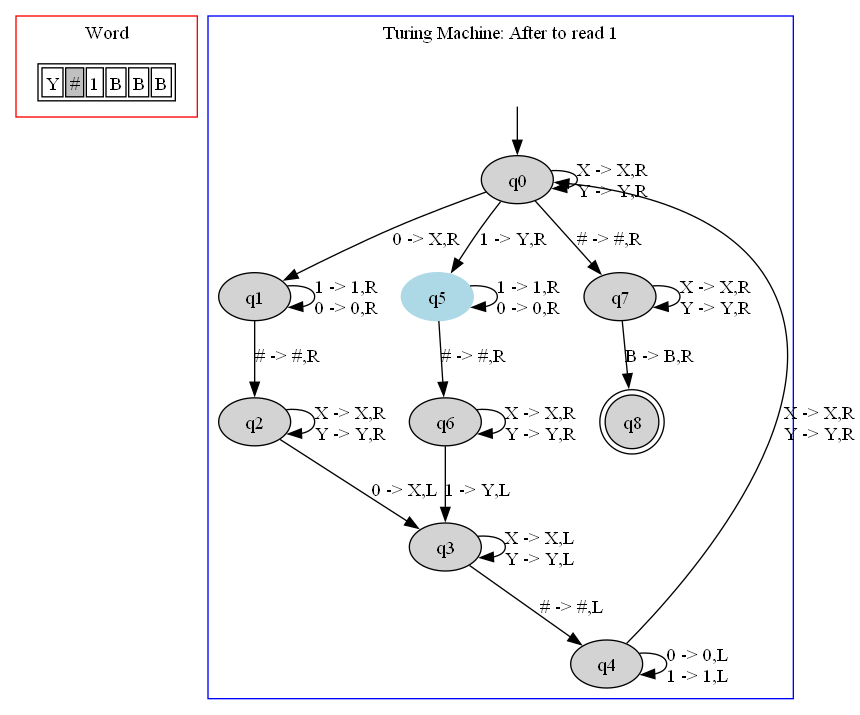 Word
Turing Machine: After to read 1
Y # 1 B B B
q0
X -> X,R
Y -> Y,R
0 -> X,R
1 -> Y,R
# -> #,R
q1
1 -> 1,R
0 -> 0,R
q5
1 -> 1,R
0 -> 0,R
q7
X -> X,R
Y -> Y,R
# -> #,R
# -> #,R
B -> B,R
q2
X -> X,R
Y -> Y,R
q6
X -> X,R
Y -> Y,R
q8
X -> X,R
Y -> Y,R
0 -> X,L
1 -> Y,L
q3
X -> X,L
Y -> Y,L
# -> #,L
q4
0 -> 0,L
1 -> 1,L